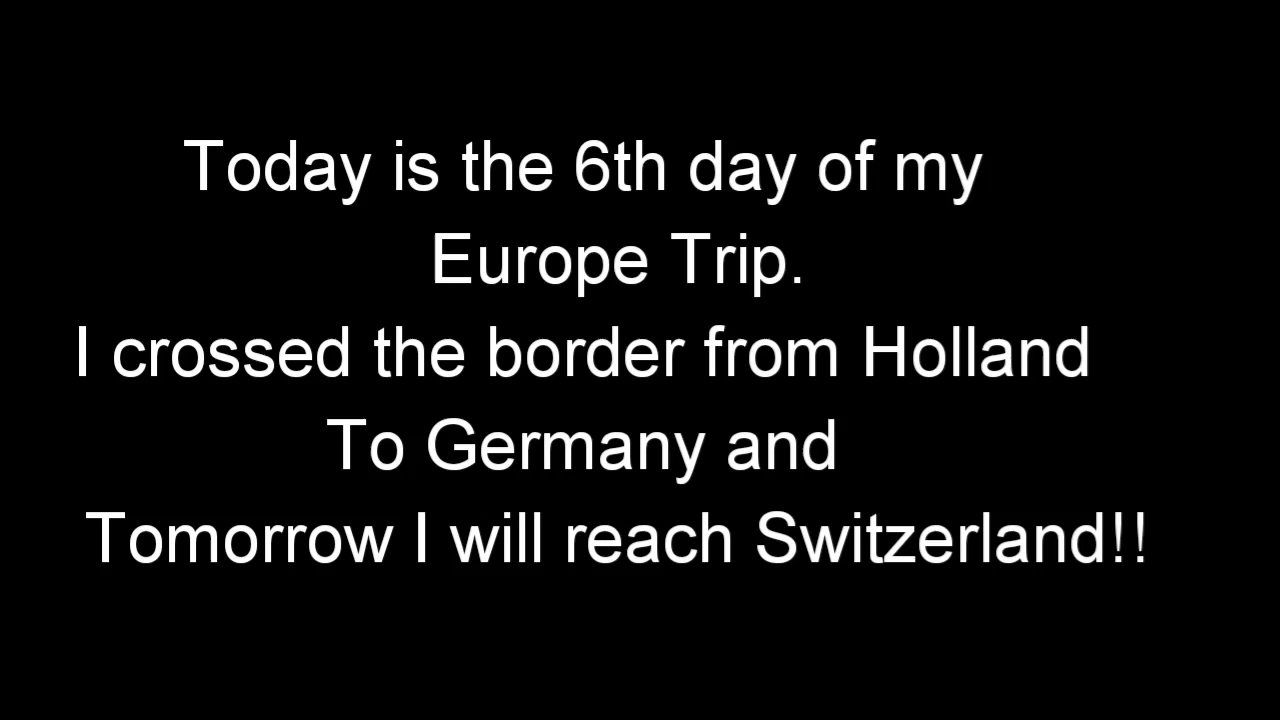 Today is the 6th day of my
Europe Trip.
I crossed the border from Holland
To Germany and
Tomorrow I will reach Switzerland!!